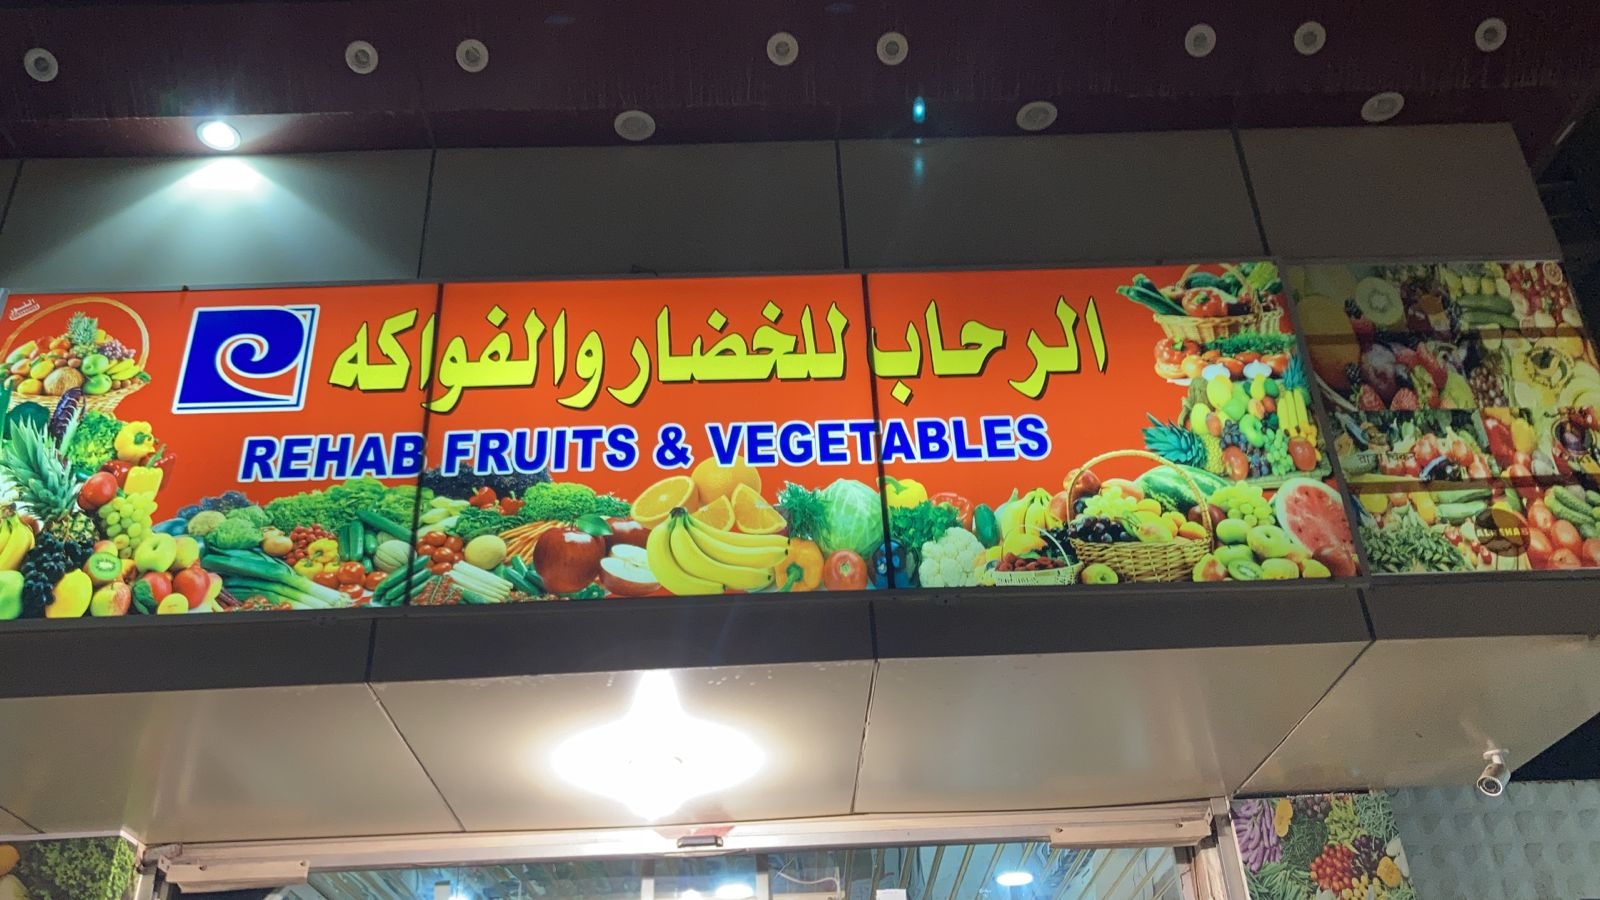 الرحاب للخضار والفواكه
REHAB FRUITS & VEGETABLES